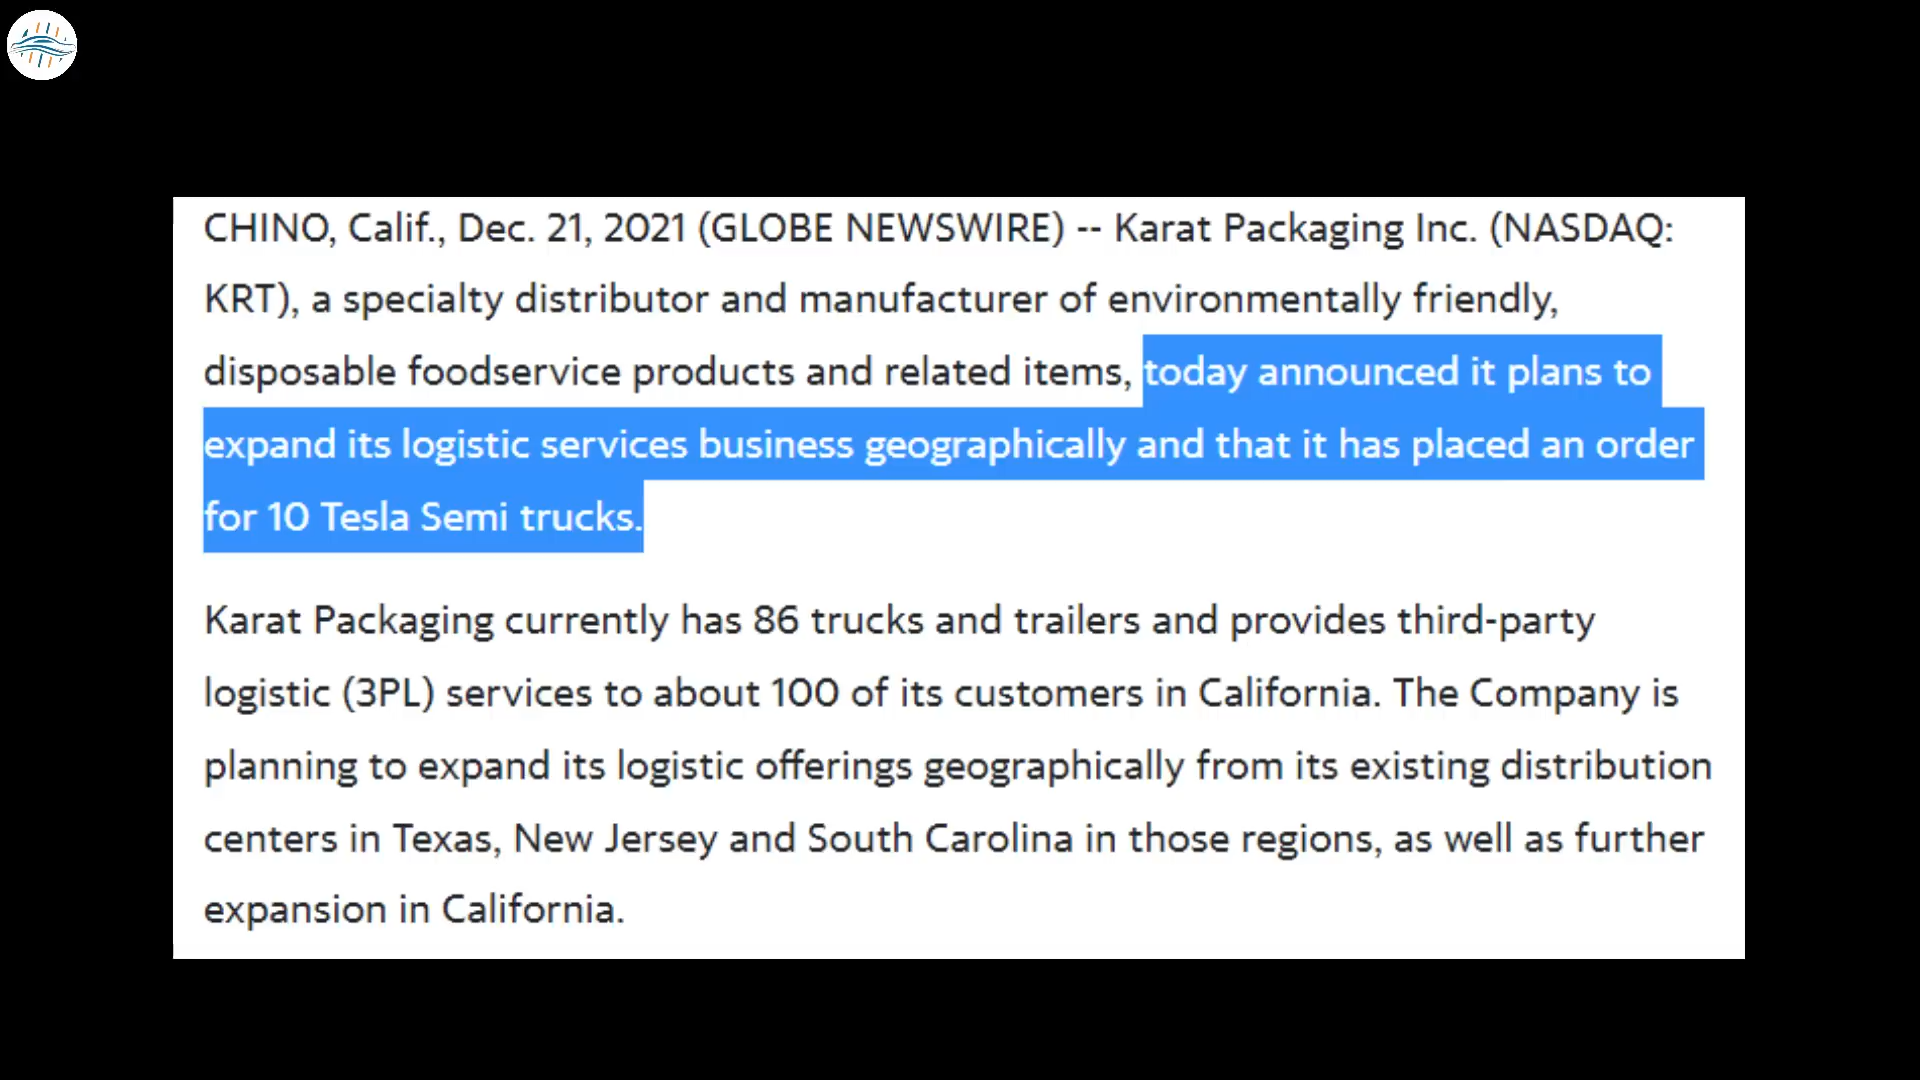 CHINO, Calif., Dec. 21, 2021 (GLOBE NEWSWIRE) -- Karat Packaging Inc. (NASDAQ:
KRT), a specialty distributor and manufacturer of environmentally friendly,
disposable foodservice products and related items, today announced it plans to
expand its logistic services business geographically and that it has placed an order
for 10 Tesla Semi trucks.
Karat Packaging currently has 86 trucks and trailers and provides third-party
logistic (3PL) services to about 100 of its customers in California. The Company is
planning to expand its logistic offerings geographically from its existing distribution
centers in Texas, New Jersey and South Carolina in those regions, as well as further
expansion in California.